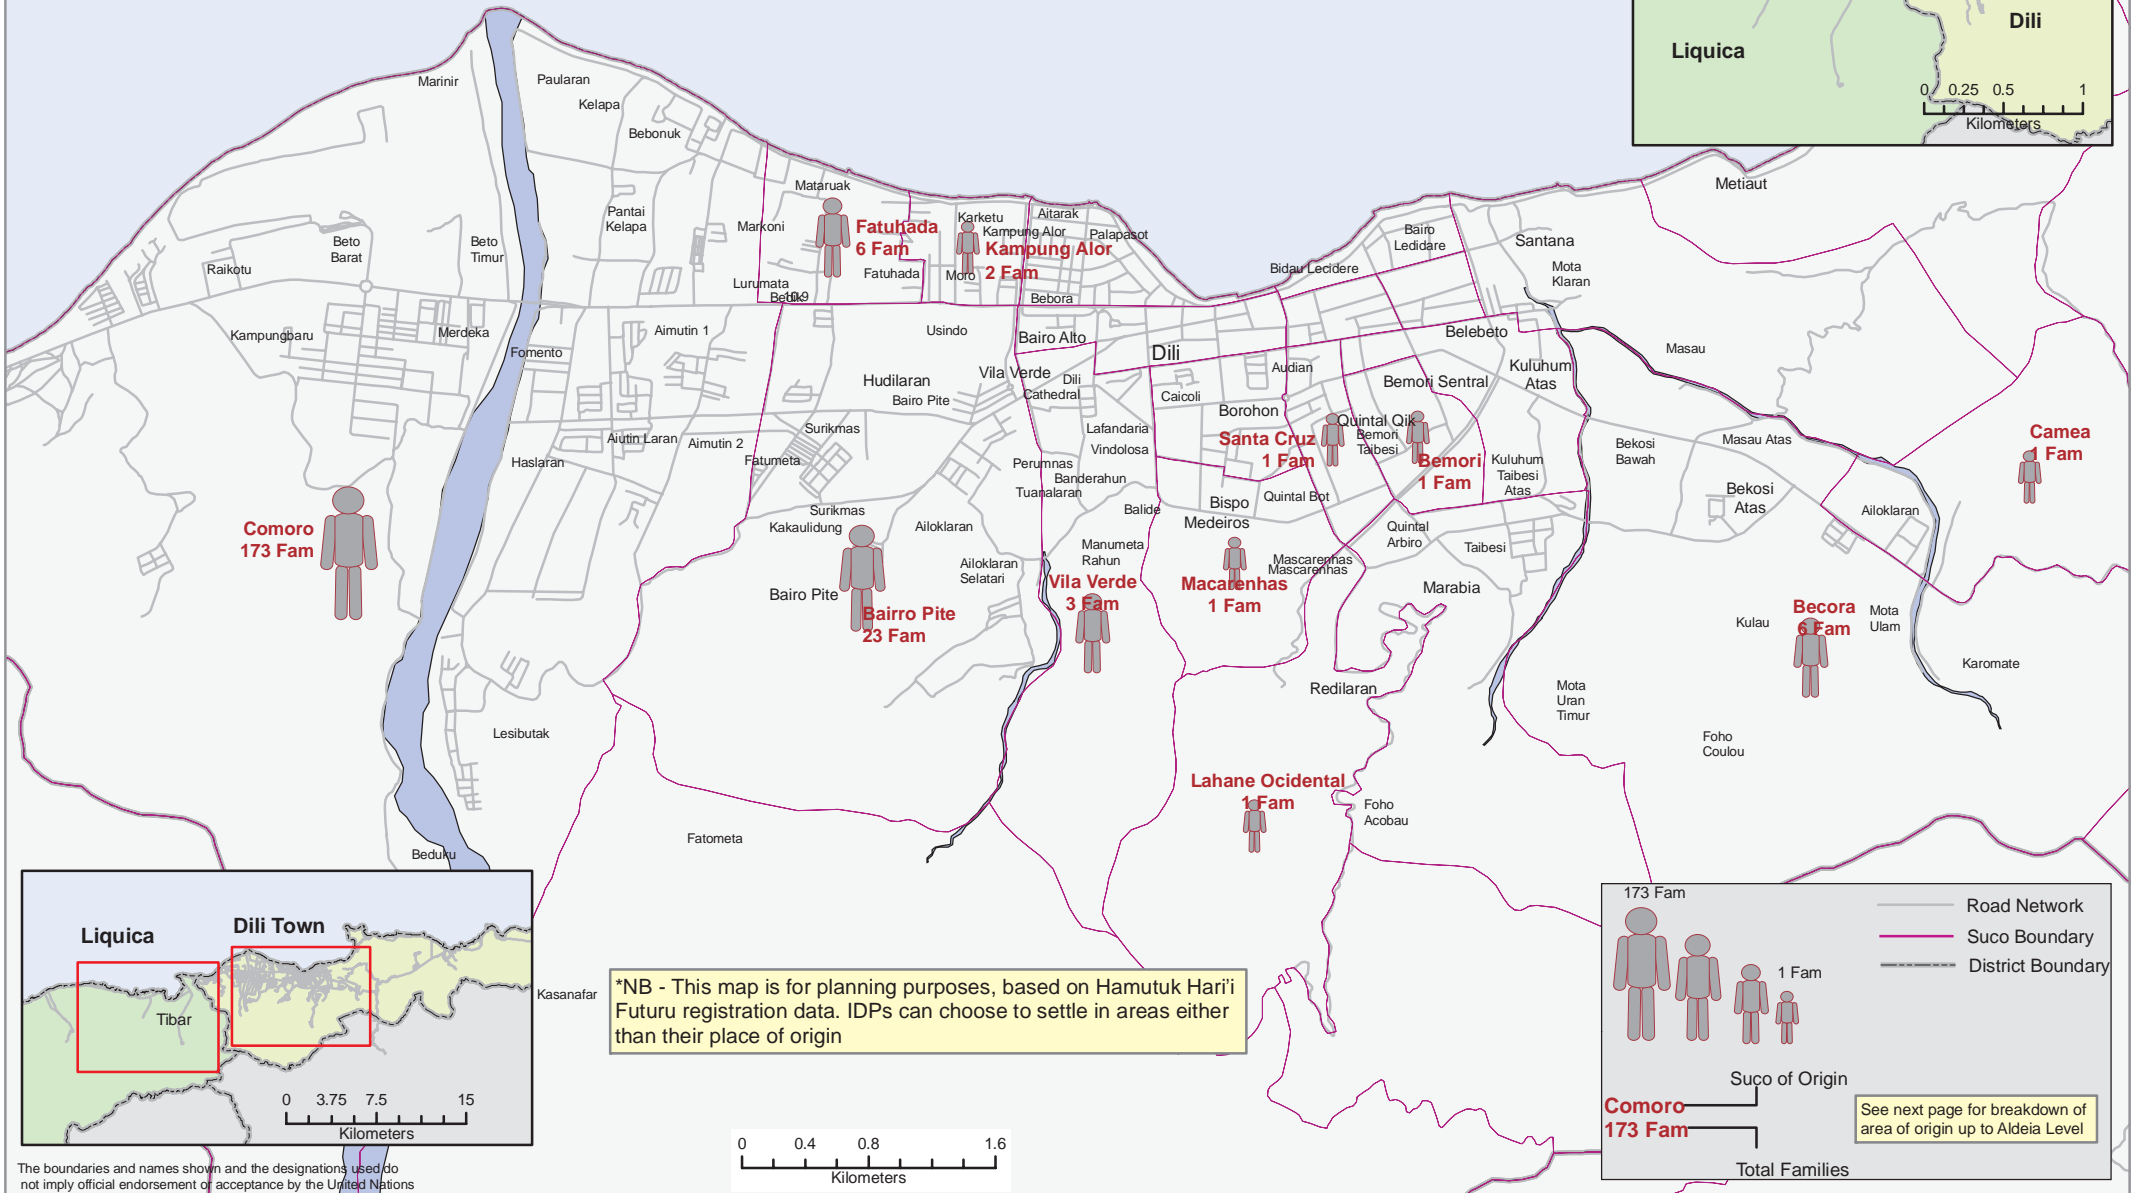 Dili
Liquica
0 0.25 0.5 1
Kilometers
Marinir
Paularan
Kelapa
Bebonuk
Mataruak
Metiaut
Pantai
Kelapa
Markoni
Fatuhada
6 Fam
Karketu
Kampung Alor
Aitarak
Palapasot
Kampung Alor
2 Fam
Moro
Fatuhada
Bairo
Ledidare
Santana
Beto
Barat
Beto
Timur
Raikotu
Bidau Lecidere
Mota
Klaran
Lurumata
Bebora
Kampungbaru
Merdeka
Aimutin 1
Usindo
Bairo Alto
Belebeto
Fomento
Dili
Masau
Hudilaran
Vila Verde
Dili
Cathedral
Audian
Bemori Sentral
Kuluhum
Atas
Bairo Pite
Caicoli
Borohon
Quintal Qik
Bemori
Taibesi
Surikmas
Lafandaria
Santa Cruz
1 Fam
Camea
1 Fam
Aiutin Laran
Aimutin 2
Vindolosa
Bekosi
Bawah
Masau Atas
Haslaran
Fatumeta
Perumnas
Banderahun
Tuanalaran
Bemori
1 Fam
Kuluhum
Taibesi
Atas
Quintal Bot
Bispo
Medeiros
Bekosi
Atas
Surikmas
Kakaulidung
Balide
Ailoklaran
Ailoklaran
Comoro
173 Fam
Quintal
Arbiro
Taibesi
Manumeta
Rahun
Mascarenhas
Mascarenhas
Ailoklaran
Selatari
Vila Verde
3 Fam
Macarenhas
1 Fam
Marabia
Bairo Pite
Bairro Pite
23 Fam
Becora
6 Fam
Kulau
Mota
Ulam
Karomate
Redilaran
Mota
Uran
Timur
Lesibutak
Foho
Coulou
Lahane Ocidental
1 Fam
Foho
Acobau
Fatometa
Beduku
Liquica
Dili Town
Tibar
0 3.75 7.5 15
Kilometers
Kasanafar
*NB - This map is for planning purposes, based on Hamutuk Hari'i
Futuru registration data. IDPs can choose to settle in areas either
than their place of origin
173 Fam
1 Fam
Road Network
Suco Boundary
District Boundary
Suco of Origin
Comoro
173 Fam
Total Families
See next page for breakdown of
area of origin up to Aldeia Level
0 0.4 0.8 1.6
Kilometers
The boundaries and names shown and the designations used do
not imply official endorsement or acceptance by the United Nations